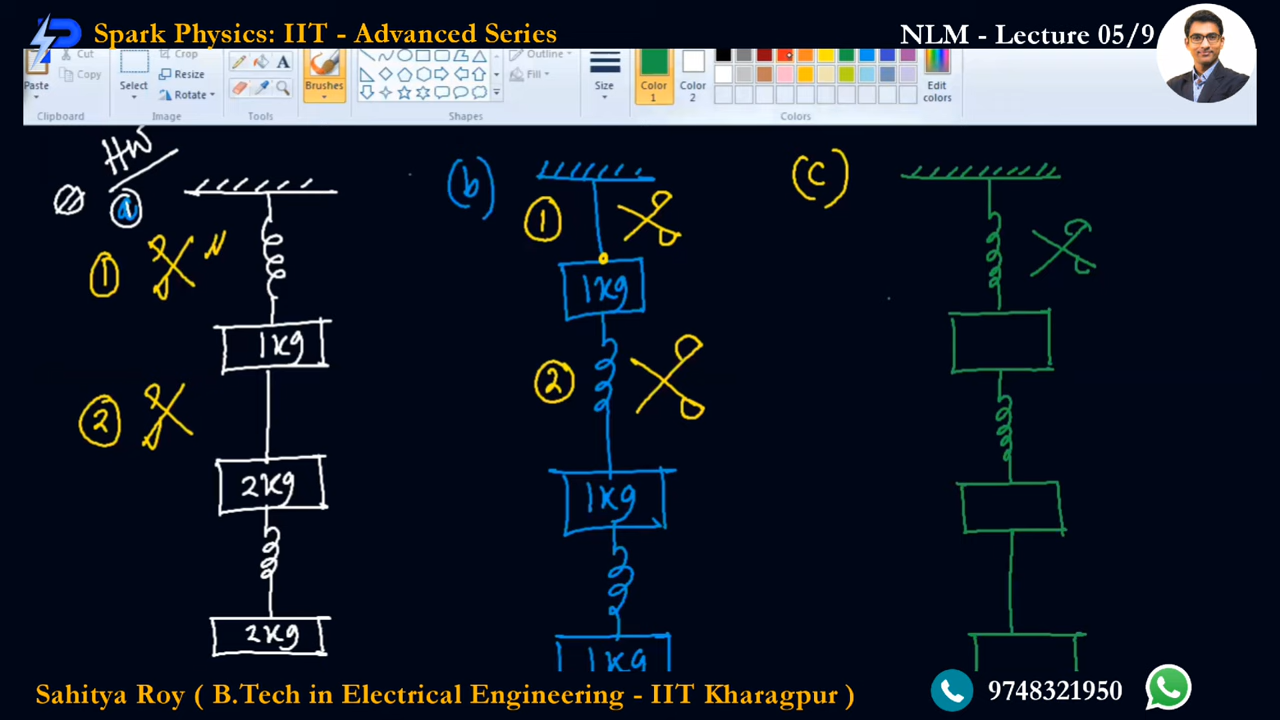 Spark Physics: IIT - Advanced Series
NLM - Lecture 05/9
Cut
Copy
Paste
Clipboard
Crop
Resize
Rotate
Select
Image
A
Tools
Brushes
Outline
Fill
Shapes
Size
Color 1
Color 2
Edit colors
Colors
HW
a
1
1kg
2
2kg
2kg
(b)
1
1kg
2
1kg
1kg
(c)
Sahitya Roy ( B.Tech in Electrical Engineering - IIT Kharagpur )
9748321950